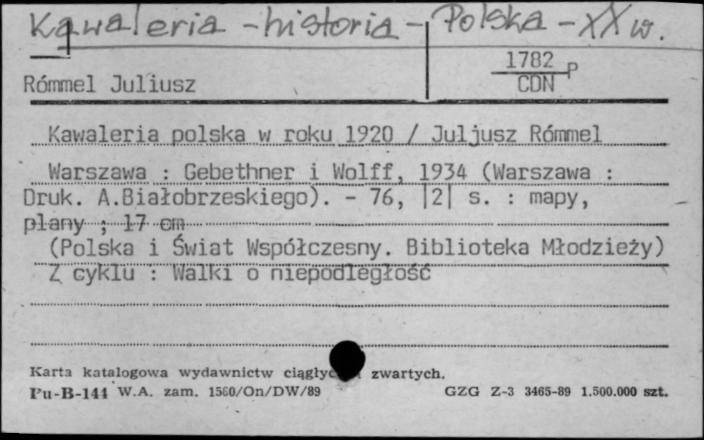 Kawaleria - historia - Polska - XX w.
1782 p
Rómmel Juliusz
CDN
Kawaleria polska w roku 1920 / Juljusz Rómmel
Warszawa : Gebethner i Wolff, 1934 (Warszawa :
Druk. A.Białobrzeskiego). - 76, |2| s. : mapy,
plany ; 17 cm
(Polska i Świat Współczesny. Biblioteka Młodzieży)
Z cyklu : Walki o niepodległość
Karta katalogowa wydawnictw zwartych.
Pu-B-144 W.A. zam. 1560/On/DW/89 GZG Z-3 3465-89 1.500.000 szt.